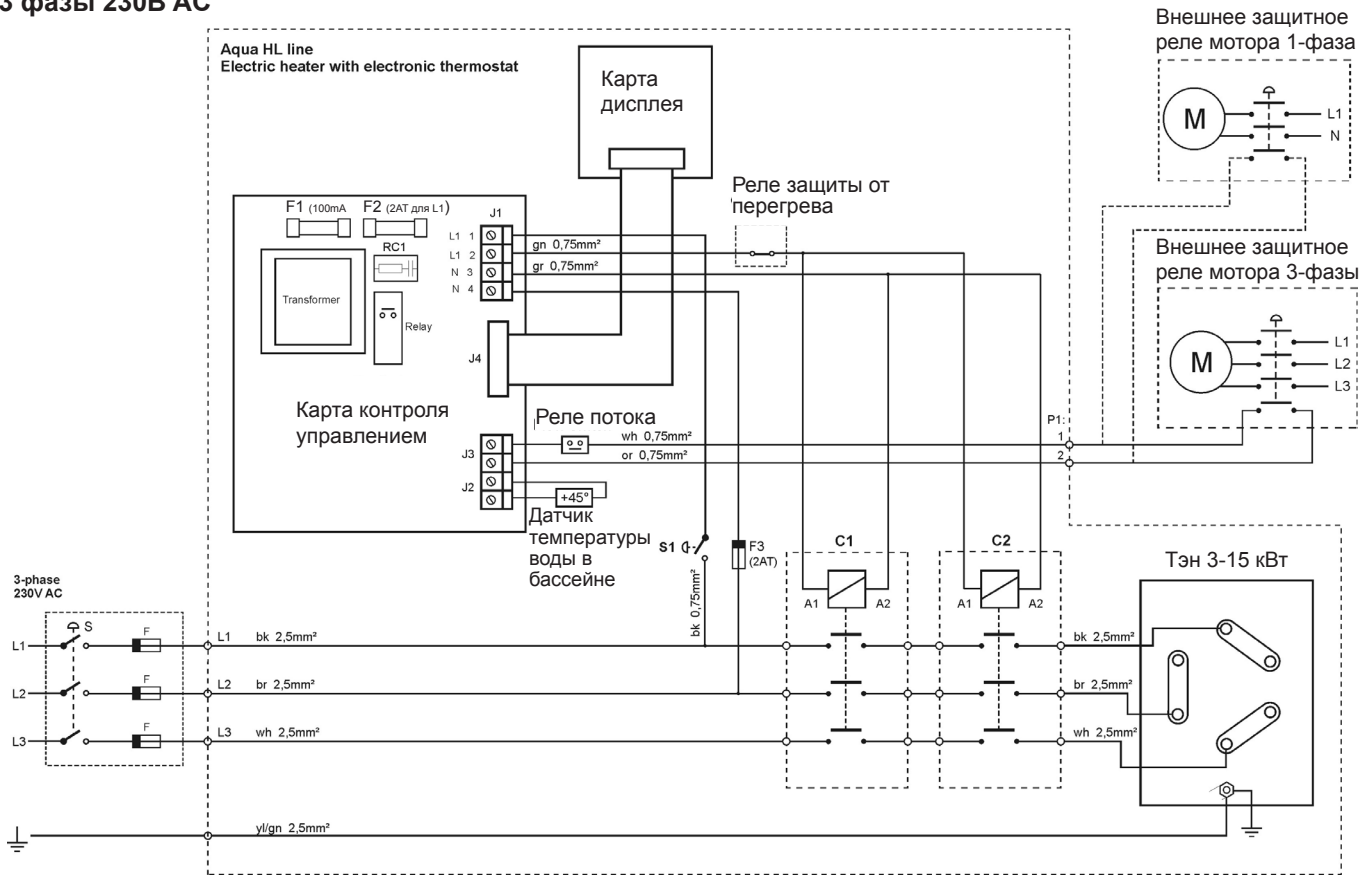 3 фазы 230В AC
Внешнее защитное
реле мотора 1-фаза
M
L1
N
Aqua HL line
Electric heater with electronic thermostat
Карта
дисплея
Реле защиты от
перегрева
F1 (100mA
F2 (2AT для L1)
J1
RC1
L1 1
L1 2
N 3
N 4
gn 0,75mm²
gr 0,75mm²
Transformer
Relay
J4
Внешнее защитное
реле мотора 3-фазы
M
L1
L2
L3
Карта контроля
управлением
Реле потока
wh 0,75mm²
or 0,75mm²
P1:
1
2
J3
J2
+45°
Датчик
температуры
воды в
бассейне
S1
F3
(2AT)
bk 0,75mm²
C1
A1 A2
C2
A1 A2
Тэн 3-15 кВт
3-phase
230V AC
S
L1
F
L1 bk 2,5mm²
bk 2,5mm²
L2
F
L2 br 2,5mm²
br 2,5mm²
L3
F
L3 wh 2,5mm²
wh 2,5mm²
yl/gn 2,5mm²